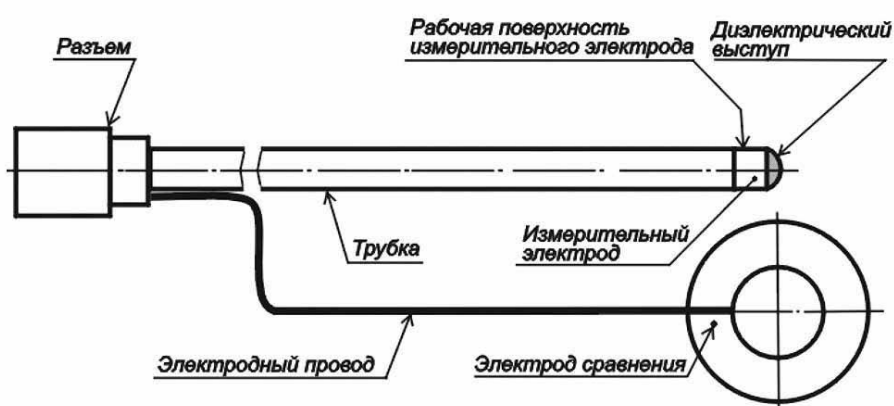 Разъем
Рабочая поверхность
измерительного электрода
Диэлектрический
выступ
Трубка
Измерительный
электрод
Электродный провод
Электрод сравнения